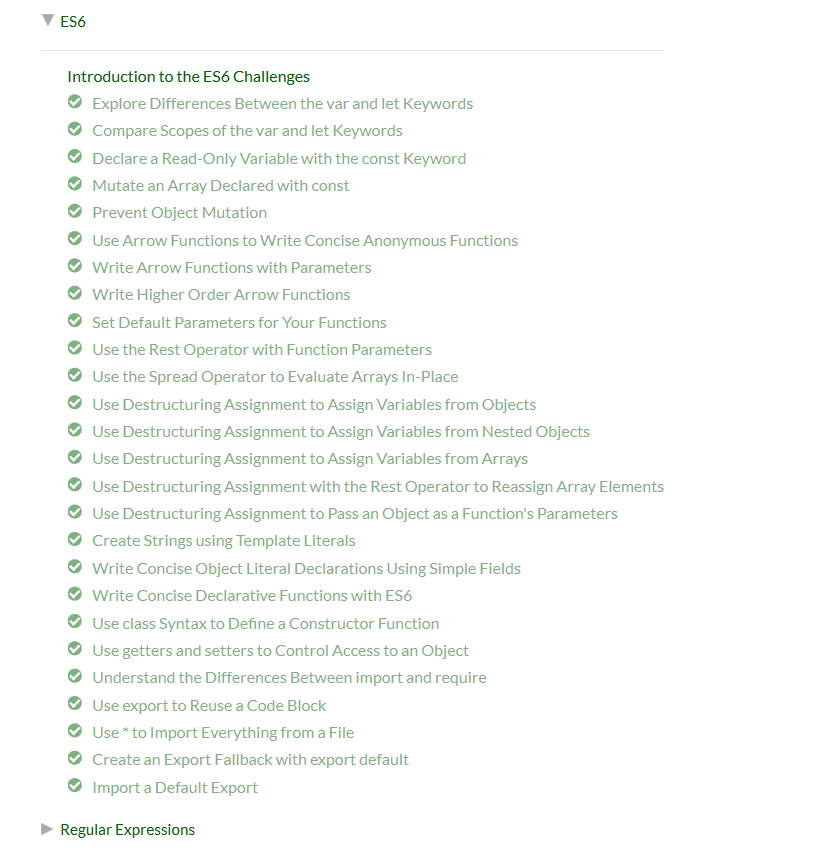 ES6
Introduction to the ES6 Challenges
Explore Differences Between the var and let Keywords
Compare Scopes of the var and let Keywords
Declare a Read-Only Variable with the const Keyword
Mutate an Array Declared with const
Prevent Object Mutation
Use Arrow Functions to Write Concise Anonymous Functions
Write Arrow Functions with Parameters
Write Higher Order Arrow Functions
Set Default Parameters for Your Functions
Use the Rest Operator with Function Parameters
Use the Spread Operator to Evaluate Arrays In-Place
Use Destructuring Assignment to Assign Variables from Objects
Use Destructuring Assignment to Assign Variables from Nested Objects
Use Destructuring Assignment to Assign Variables from Arrays
Use Destructuring Assignment with the Rest Operator to Reassign Array Elements
Use Destructuring Assignment to Pass an Object as a Function's Parameters
Create Strings using Template Literals
Write Concise Object Literal Declarations Using Simple Fields
Write Concise Declarative Functions with ES6
Use class Syntax to Define a Constructor Function
Use getters and setters to Control Access to an Object
Understand the Differences Between import and require
Use export to Reuse a Code Block
Use * to Import Everything from a File
Create an Export Fallback with export default
Import a Default Export
Regular Expressions